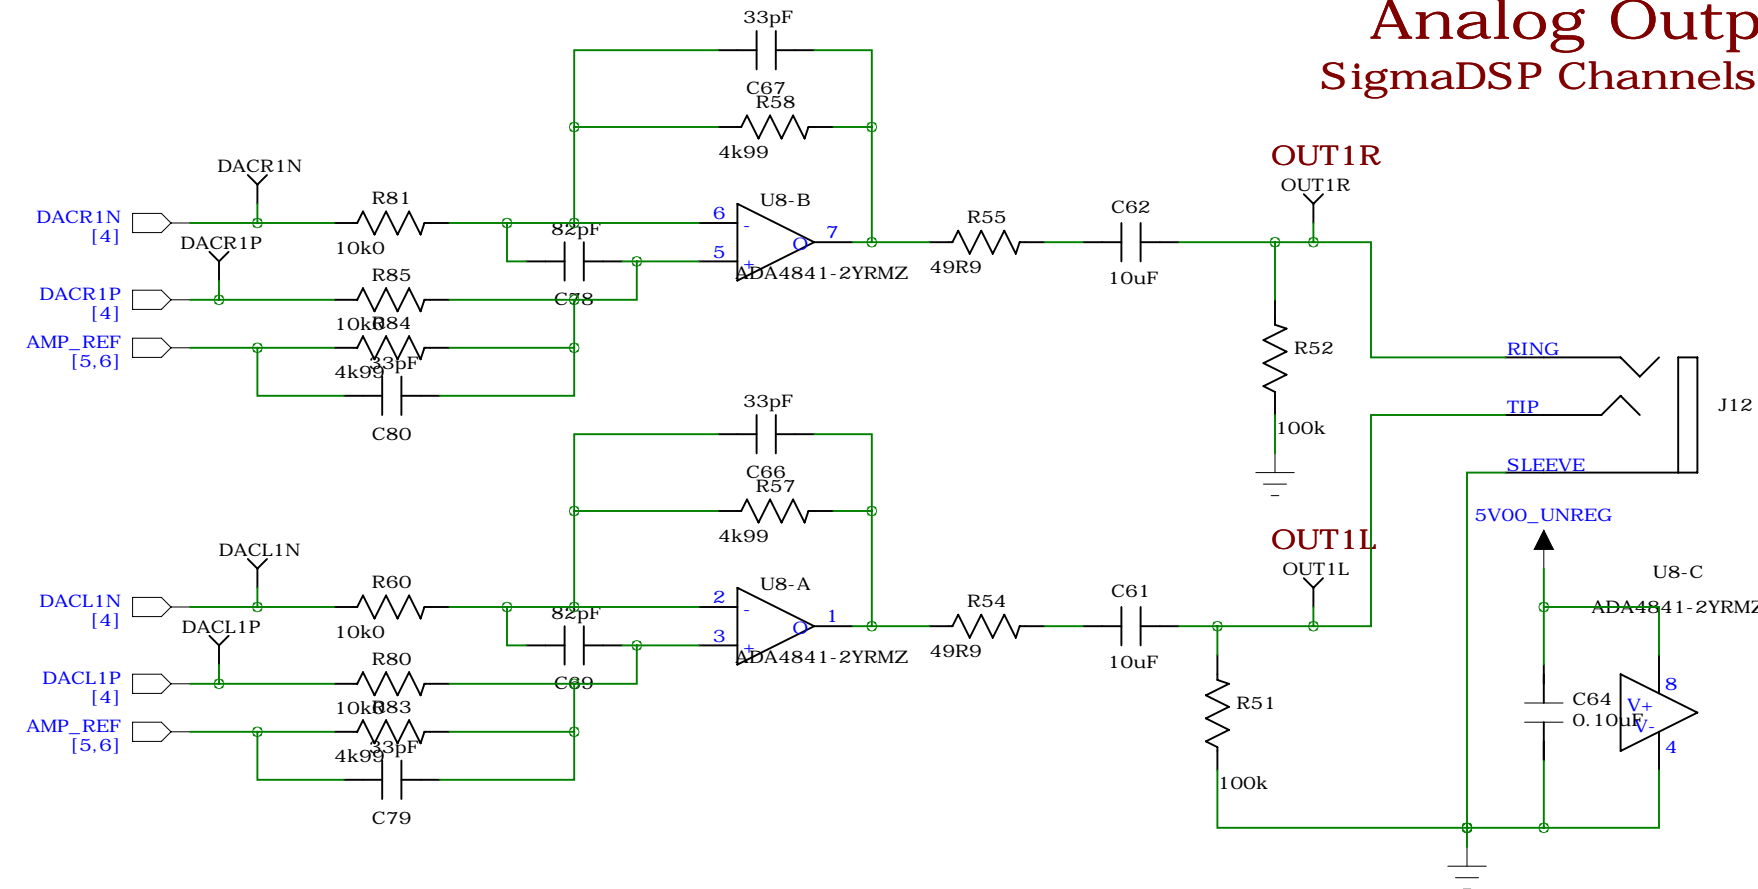 Analog Outp
SigmaDSP Channels
33pF
C67
R58
4k99
DACR1N
DACR1N
[4]
R81
10k0
DACR1P
DACR1P
[4]
R85
10k0
AMP_REF
[5,6]
R84
4k99
33pF
C80
82pF
C78
U8-B
6
-
5
+
O
7
ADA4841-2YRMZ
R55
49R9
C62
10uF
OUT1R
OUT1R
R52
100k
RING
TIP
SLEEVE
J12
33pF
C66
R57
4k99
DACL1N
DACL1N
[4]
R60
10k0
DACL1P
DACL1P
[4]
R80
10k0
AMP_REF
[5,6]
R83
4k99
33pF
C79
82pF
C69
U8-A
2
-
3
+
O
1
ADA4841-2YRMZ
R54
49R9
C61
10uF
OUT1L
OUT1L
R51
100k
5V00_UNREG
U8-C
ADA4841-2YRMZ
C64
0.10uF
V+
V-
8
4